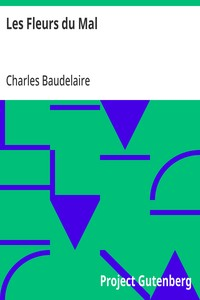 Les Fleurs du Mal
Charles Baudelaire
Project Gutenberg